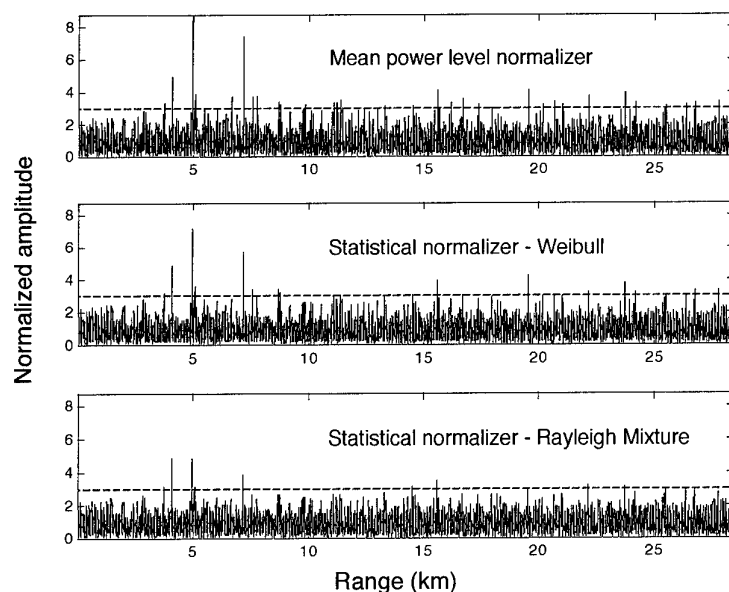 Normalized amplitude
8
6
4
2
0
Mean power level normalizer
5 10 15 20 25
8
6
4
2
0
Statistical normalizer - Weibull
5 10 15 20 25
8
6
4
2
0
Statistical normalizer - Rayleigh Mixture
5 10 15 20 25
Range (km)